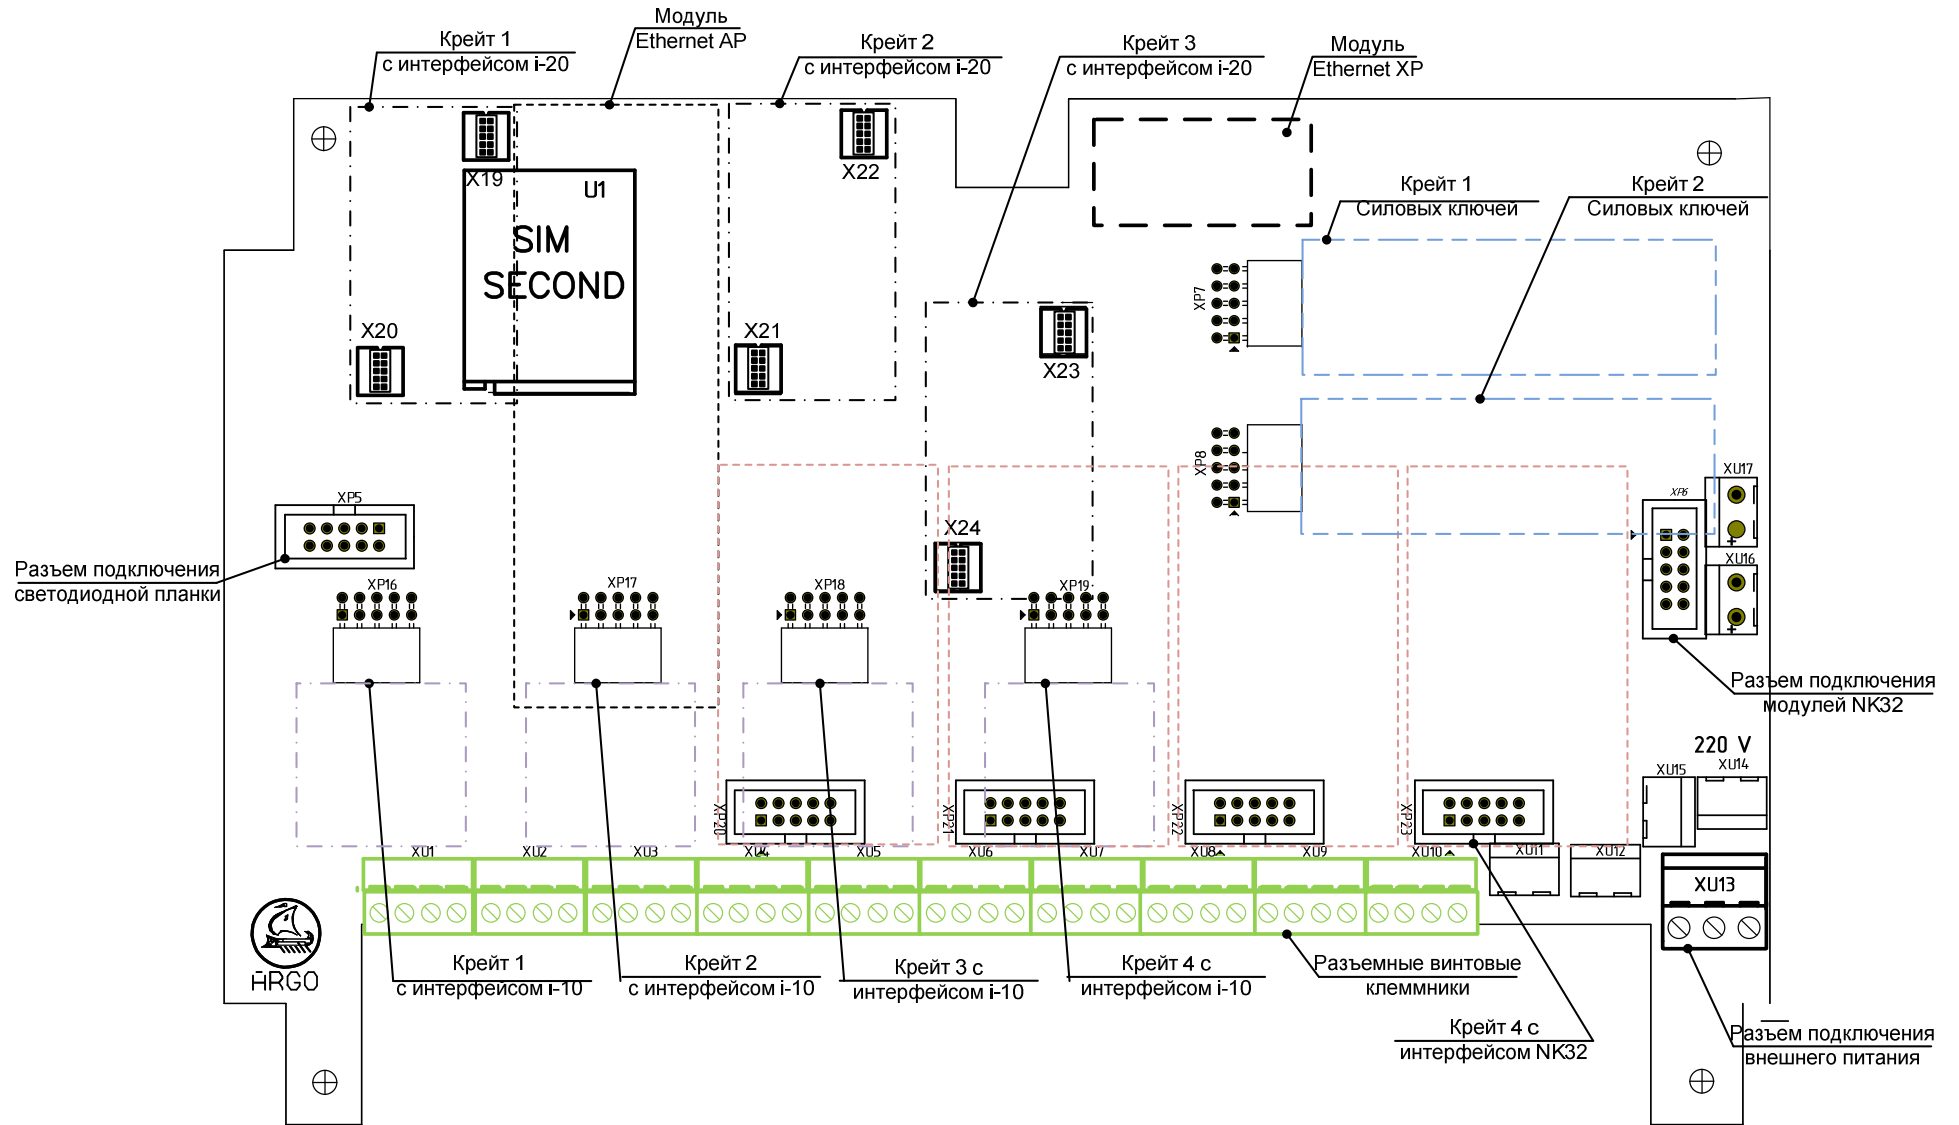 Модуль
Ethernet AP
Крейт 1
с интерфейсом i-20
Крейт 2
с интерфейсом i-20
Крейт 3
с интерфейсом i-20
Модуль
Ethernet XP
X19
U1
X22
SIM
SECOND
Крейт 1
Силовых ключей
Крейт 2
Силовых ключей
XP7
X20
X21
X23
XP8
XU17
XP6
XP5
X24
XU16
Разъем подключения
светодиодной планки
XP16
XP17
XP18
XP19
Разъем подключения
модулей NK32
220 V
XU15
XU14
XP20
XP21
XP22
XP23
XU1
XU2
XU3
XU4
XU5
XU6
XU7
XU8
XU9
XU10
XU11
XU12
XU13
ARGO
Крейт 1
с интерфейсом i-10
Крейт 2
с интерфейсом i-10
Крейт 3 с
интерфейсом i-10
Крейт 4 с
интерфейсом i-10
Разъемные винтовые
клеммники
Крейт 4 с
интерфейсом NK32
Разъем подключения
внешнего питания